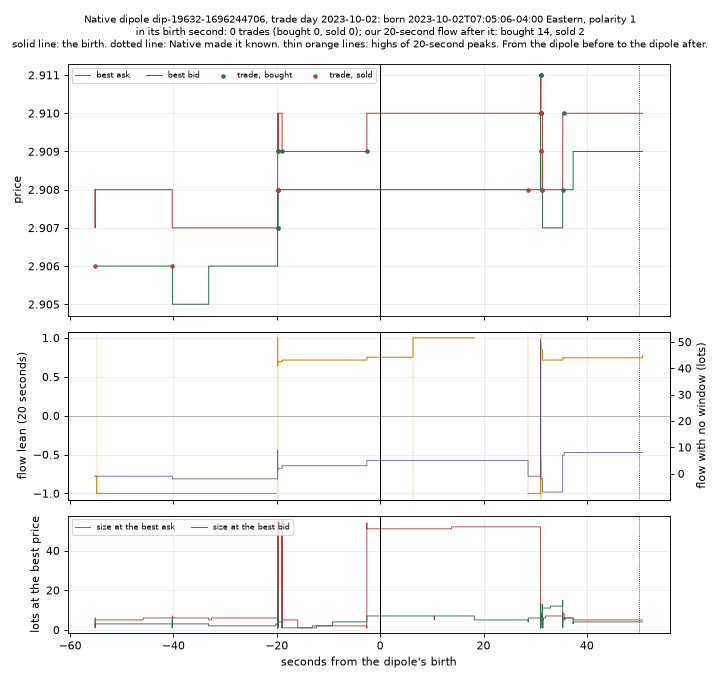 Native dipole dip-19632-1696244706, trade day 2023-10-02: born 2023-10-02T07:05:06-04:00 Eastern, polarity 1
in its birth second: 0 trades (bought 0, sold 0); our 20-second flow after it: bought 14, sold 2
solid line: the birth. dotted line: Native made it known. thin orange lines: highs of 20-second peaks. From the dipole before to the dipole after.
best ask best bid trade, bought trade, sold
2.911
2.910
2.909
2.908
2.907
2.906
2.905
price
1.0
0.5
0.0
−0.5
−1.0
flow lean (20 seconds)
50
40
30
20
10
0
flow with no window (lots)
size at the best ask size at the best bid
40
20
0
lots at the best price
−60 −40 −20 0 20 40
seconds from the dipole's birth